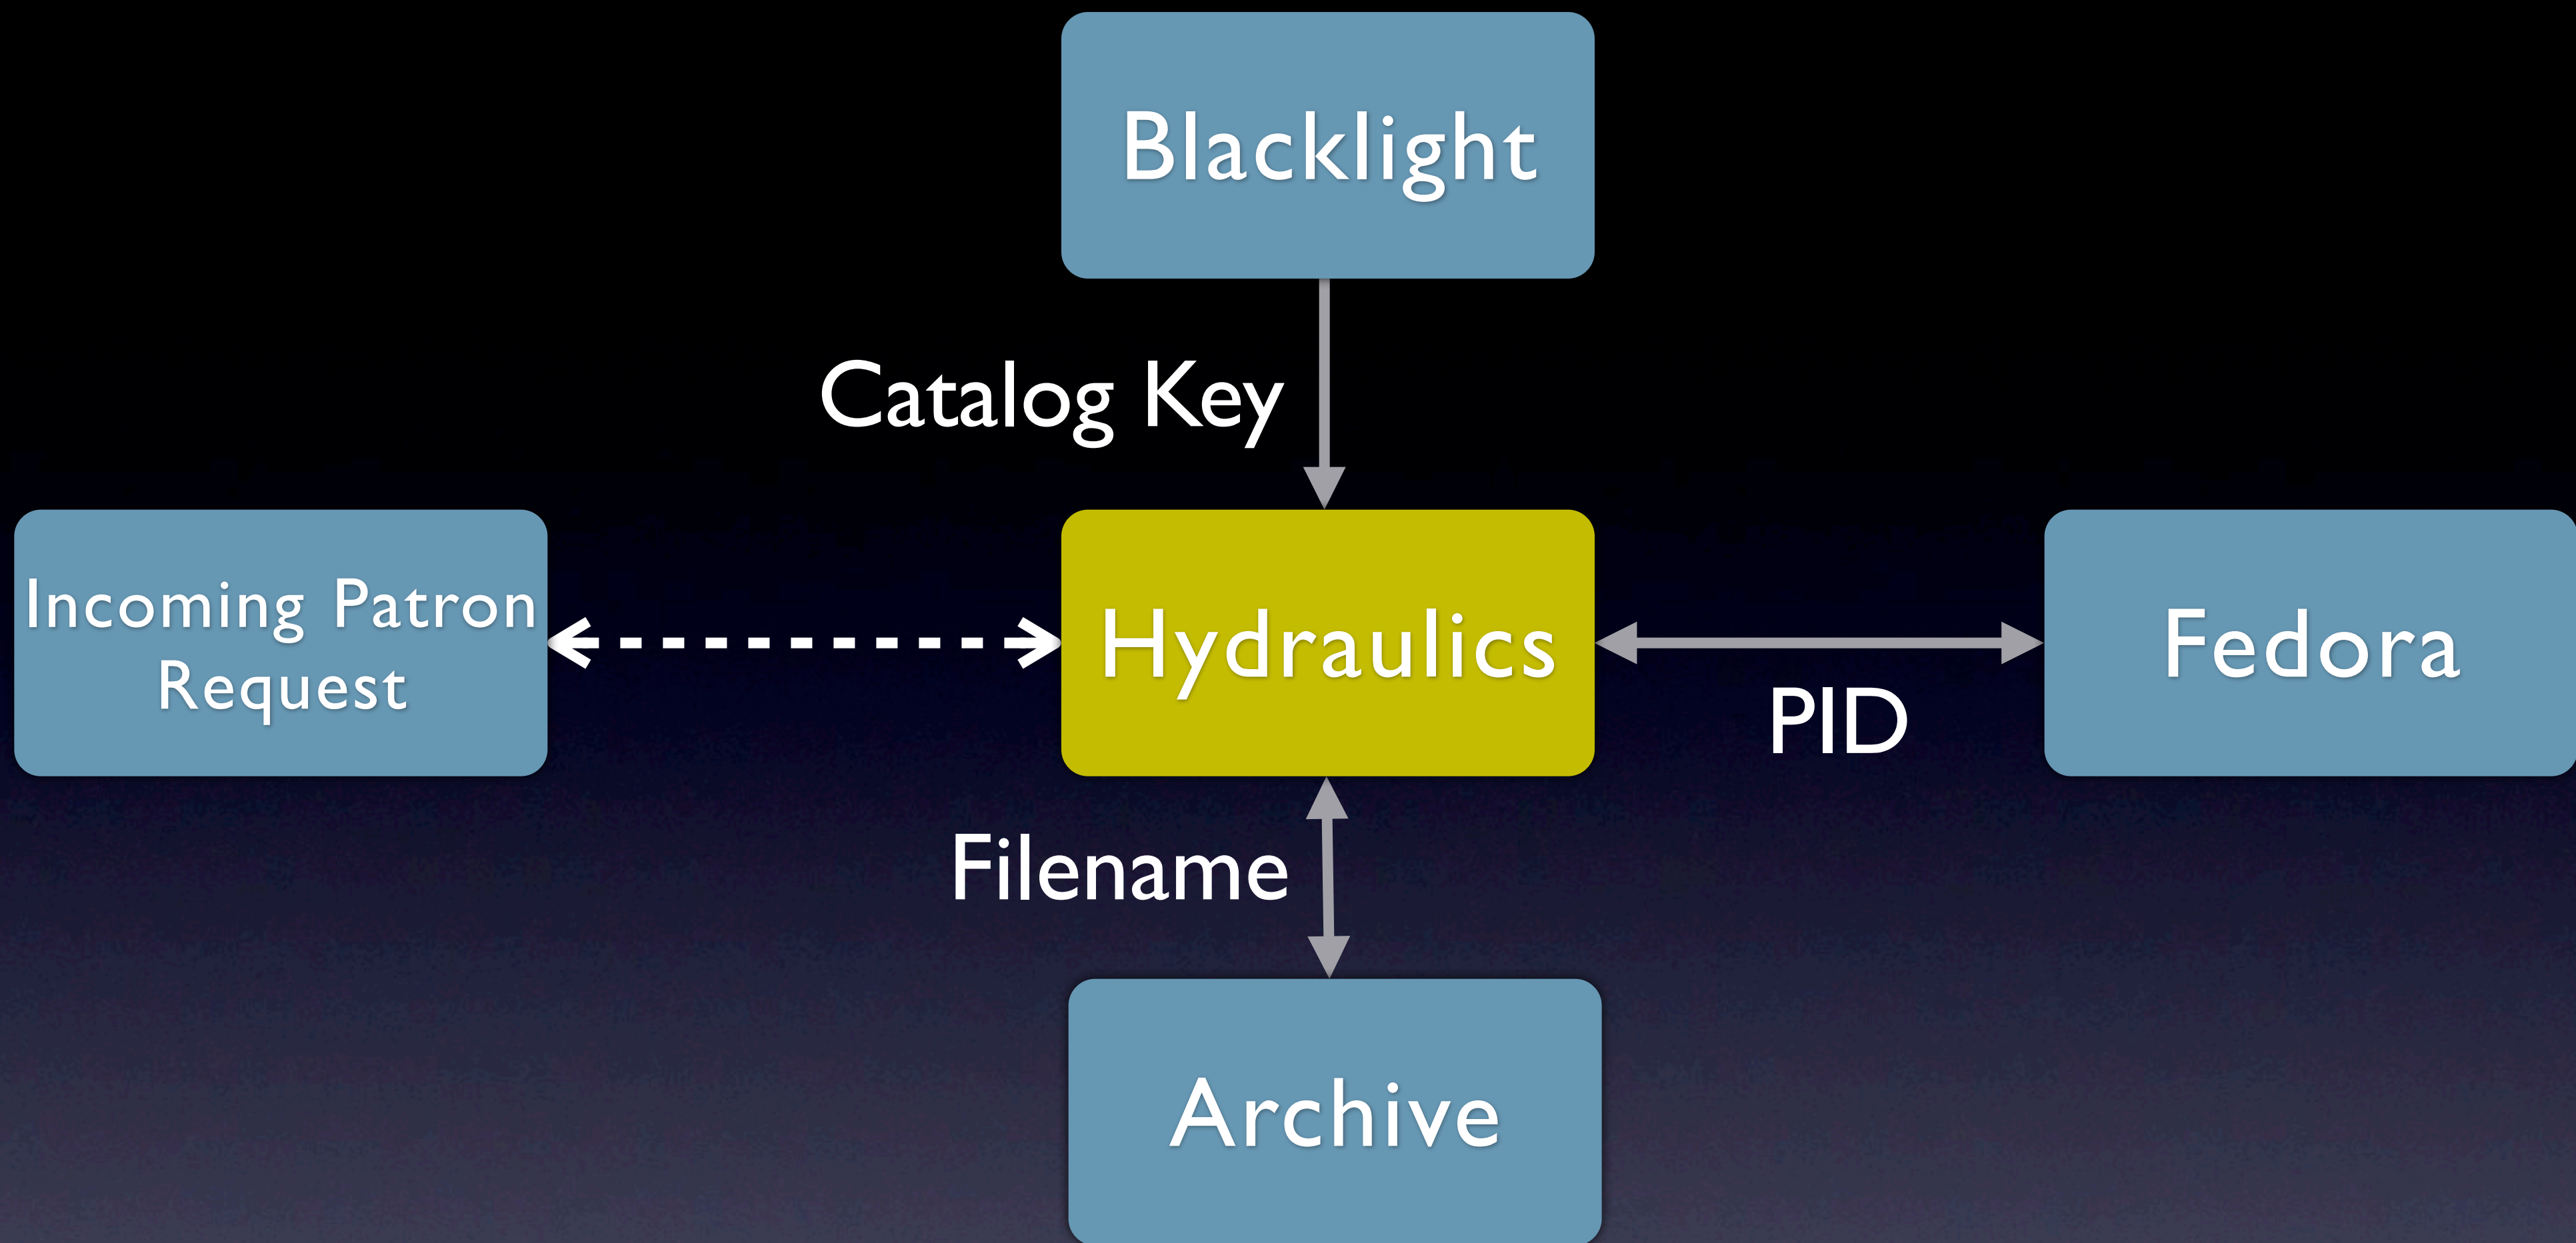 Blacklight
Catalog Key
Incoming Patron
Request
Hydraulics
Fedora
PID
Filename
Archive